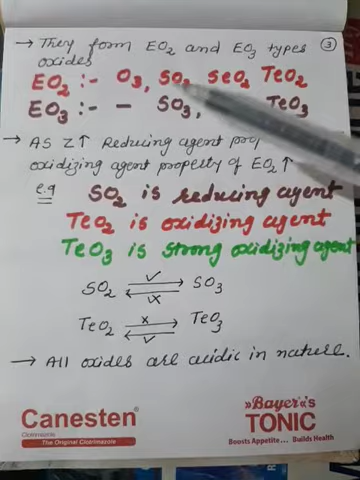 → They form EO2 and EO3 types ③
oxides
EO2 :- O3, SO2 SeO2 TeO2
EO3 :- - SO3, TeO3
→ As Z↑ Reducing agent
oxidizing agent property of EO2 ↑
e.g SO2 is reducing agent
TeO2 is oxidizing agent
TeO3 is strong oxidizing agent
SO2 ✓ ⇌ x SO3
TeO2 x ⇌ ✓ TeO3
→ All oxides are acidic in nature.
Canesten®
Clotrimazole
The Original Clotrimazole
»Bayer's
TONIC
Boosts Appetite... Builds Health